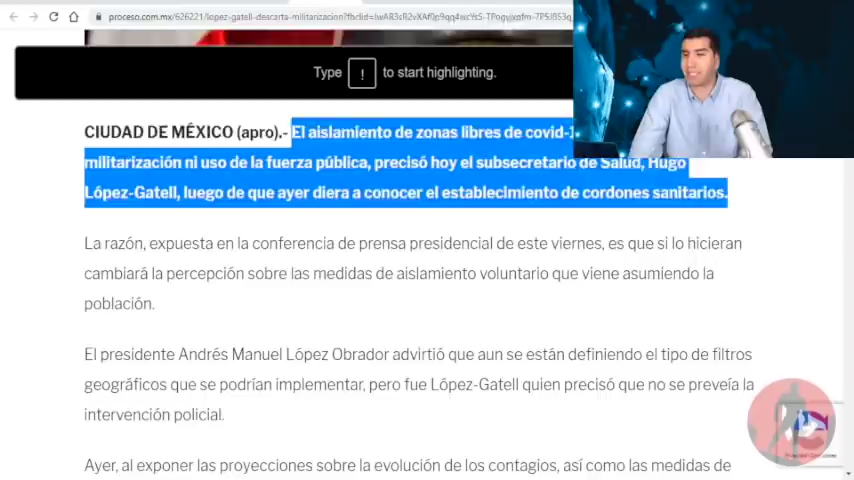 proceso.com.mx/626221/lopez-gatell-descarta-militarizacion?fbclid=
Type ! to start highlighting.
CIUDAD DE MÉXICO (apro).- El aislamiento de zonas libres de covid-1
militarización ni uso de la fuerza pública, precisó hoy el subsecretario de Salud, Hugo
López-Gatell, luego de que ayer diera a conocer el establecimiento de cordones sanitarios.
La razón, expuesta en la conferencia de prensa presidencial de este viernes, es que si lo hicieran
cambiará la percepción sobre las medidas de aislamiento voluntario que viene asumiendo la
población.
El presidente Andrés Manuel López Obrador advirtió que aun se están definiendo el tipo de filtros
geográficos que se podrían implementar, pero fue López-Gatell quien precisó que no se preveía la
intervención policial.
Ayer, al exponer las proyecciones sobre la evolución de los contagios, así como las medidas de